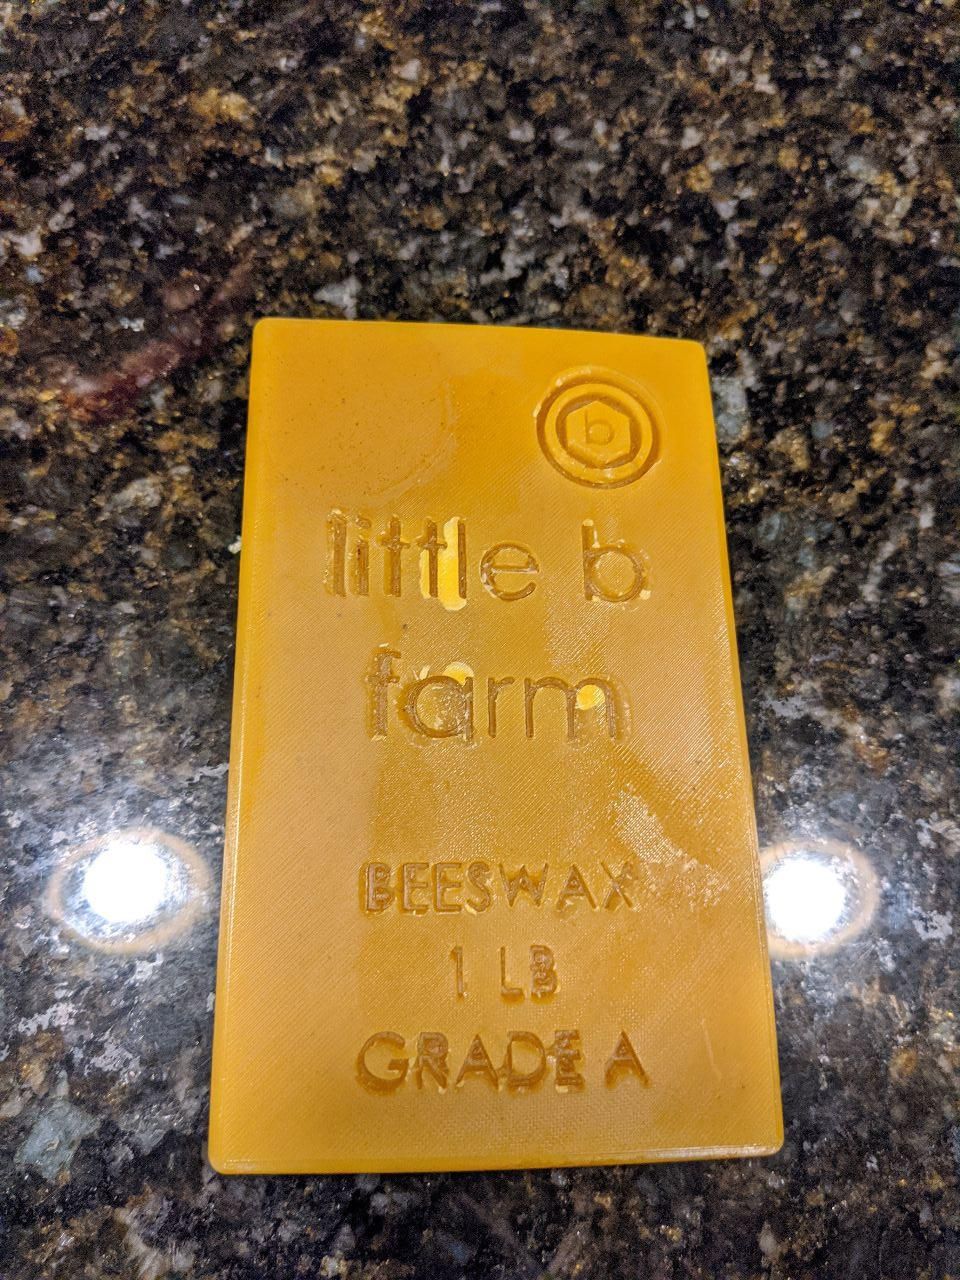 b
little b
farm
BEESWAX
1 LB
GRADE A